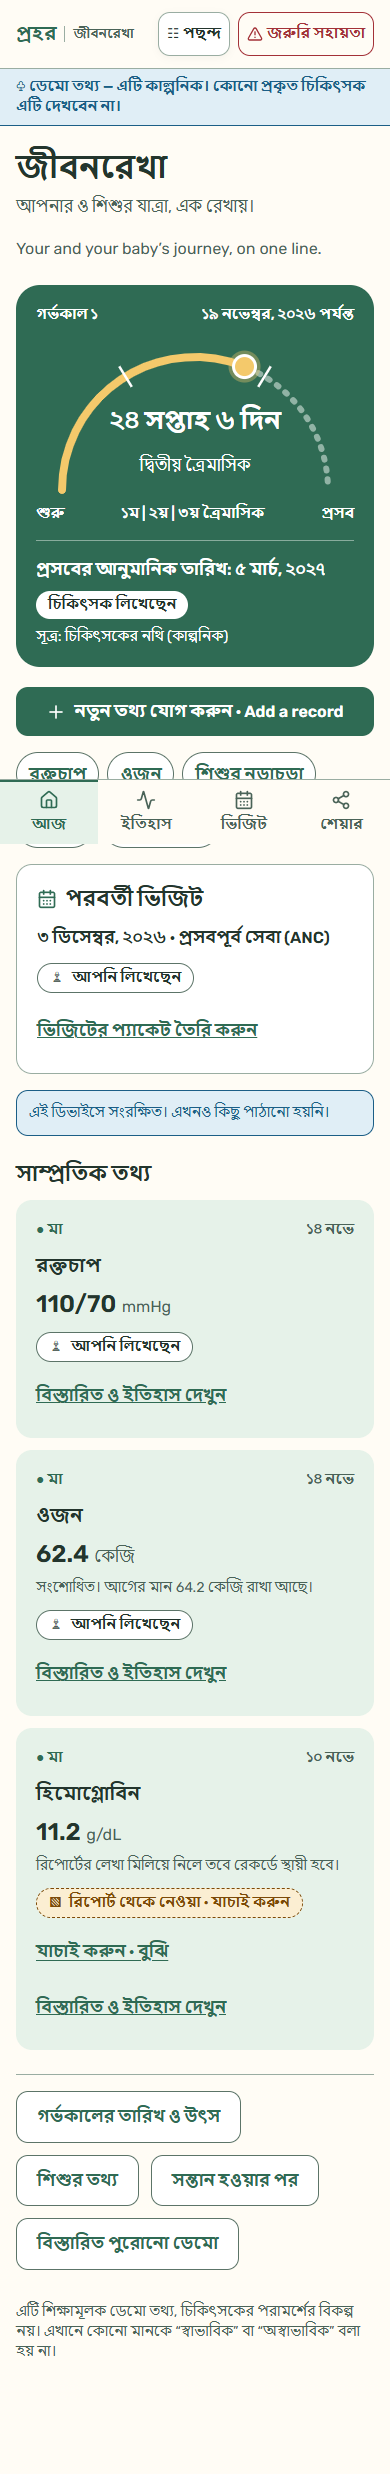 প্রহর | জীবনরেখা
পছন্দ
জরুরি সহায়তা
ডেমো তথ্য — এটি কাল্পনিক। কোনো প্রকৃত চিকিৎসক
এটি দেখবেন না।
জীবনরেখা
আপনার ও শিশুর যাত্রা, এক রেখায়।
Your and your baby's journey, on one line.
গর্ভকাল ১
১৯ নভেম্বর, ২০২৬ পর্যন্ত
২৪ সপ্তাহ ৬ দিন
দ্বিতীয় ত্রৈমাসিক
শুরু
১ম | ২য় | ৩য় ত্রৈমাসিক
প্রসব
প্রসবের আনুমানিক তারিখ: ৫ মার্চ, ২০২৭
চিকিৎসক লিখেছেন
সূত্র: চিকিৎসকের নথি (কাল্পনিক)
+ নতুন তথ্য যোগ করুন • Add a record
রক্তচাপ
ওজন
শিশুর নড়াচড়া
আজ
ইতিহাস
ভিজিট
শেয়ার
পরবর্তী ভিজিট
৩ ডিসেম্বর, ২০২৬ • প্রসবপূর্ব সেবা (ANC)
আপনি লিখেছেন
ভিজিটের প্যাকেট তৈরি করুন
এই ডিভাইসে সংরক্ষিত। এখনও কিছু পাঠানো হয়নি।
সাম্প্রতিক তথ্য
● মা
১৪ নভে
রক্তচাপ
110/70 mmHg
আপনি লিখেছেন
বিস্তারিত ও ইতিহাস দেখুন
● মা
১৪ নভে
ওজন
62.4 কেজি
সংশোধিত। আগের মান 64.2 কেজি রাখা আছে।
আপনি লিখেছেন
বিস্তারিত ও ইতিহাস দেখুন
● মা
১০ নভে
হিমোগ্লোবিন
11.2 g/dL
রিপোর্টের লেখা মিলিয়ে নিলে তবে রেকর্ডে স্থায়ী হবে।
রিপোর্ট থেকে নেওয়া • যাচাই করুন
যাচাই করুন • বুঝি
বিস্তারিত ও ইতিহাস দেখুন
গর্ভকালের তারিখ ও উৎস
শিশুর তথ্য
সন্তান হওয়ার পর
বিস্তারিত পুরোনো ডেমো
এটি শিক্ষামূলক ডেমো তথ্য, চিকিৎসকের পরামর্শের বিকল্প
নয়। এখানে কোনো মানকে “স্বাভাবিক” বা “অস্বাভাবিক” বলা
হয় না।